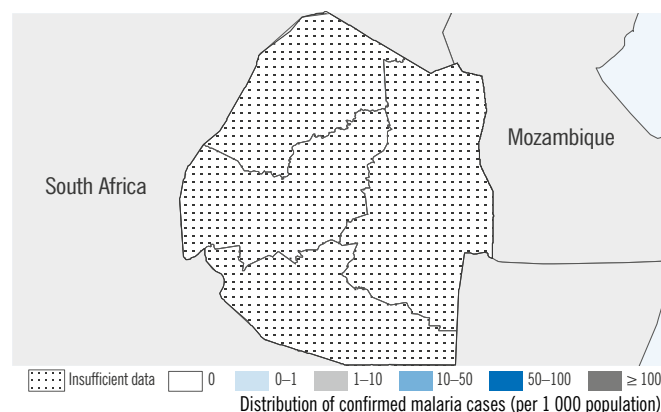 Mozambique
South Africa
Insufficient data 0 0–1 1–10 10–50 50–100 ≥ 100
Distribution of confirmed malaria cases (per 1 000 population)